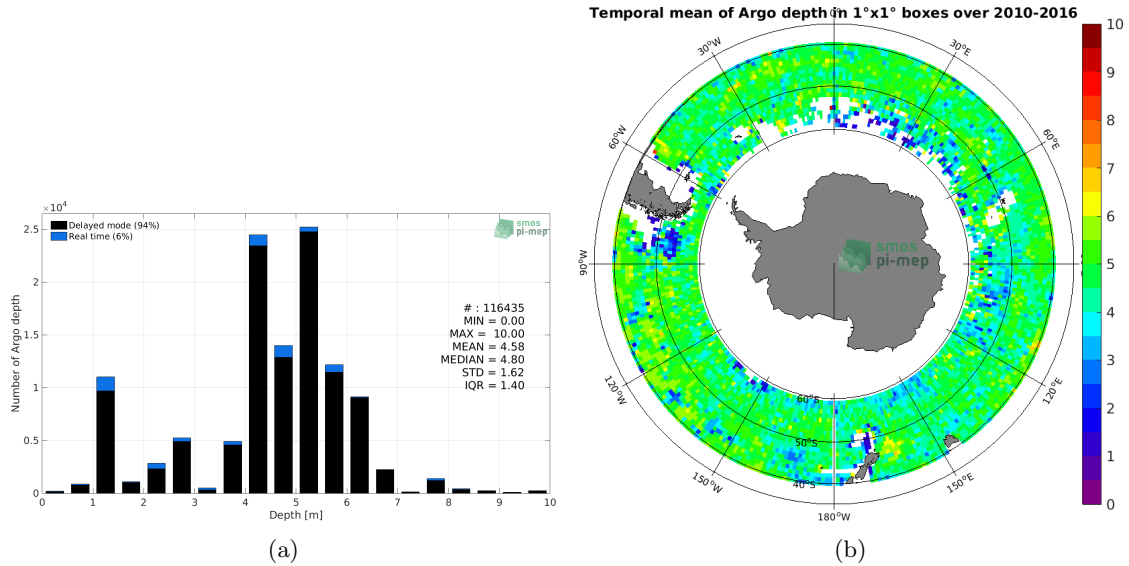 ×10⁴
Delayed mode (94%)
Real time (6%)
smos
pi-mep
2.5
2
1.5
1
0.5
0
Number of Argo depth
# : 116435
MIN = 0.00
MAX = 10.00
MEAN = 4.58
MEDIAN = 4.80
STD = 1.62
IQR = 1.40
0 1 2 3 4 5 6 7 8 9 10
Depth [m]
(a)
Temporal mean of Argo depth in 1°x1° boxes over 2010-2016
0°
30°W
30°E
60°W
60°E
90°W
120°W
120°E
150°W
150°E
180°W
60°S
50°S
40°S
smos
pi-mep
10
9
8
7
6
5
4
3
2
1
0
(b)